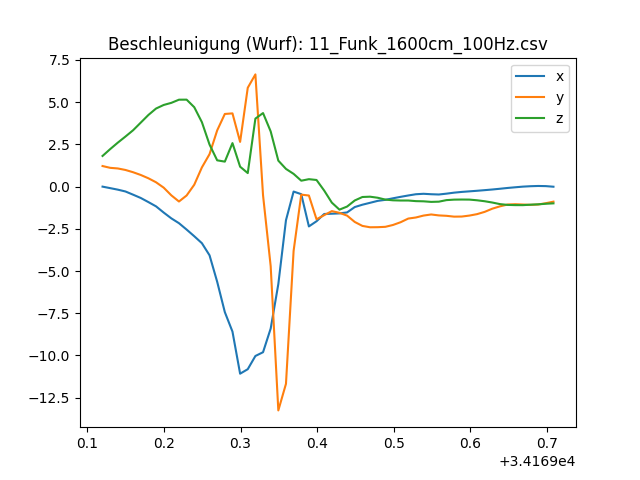 Beschleunigung (Wurf): 11_Funk_1600cm_100Hz.csv
7.5
5.0
2.5
0.0
−2.5
−5.0
−7.5
−10.0
−12.5
x
y
z
0.1 0.2 0.3 0.4 0.5 0.6 0.7
+3.4169e4